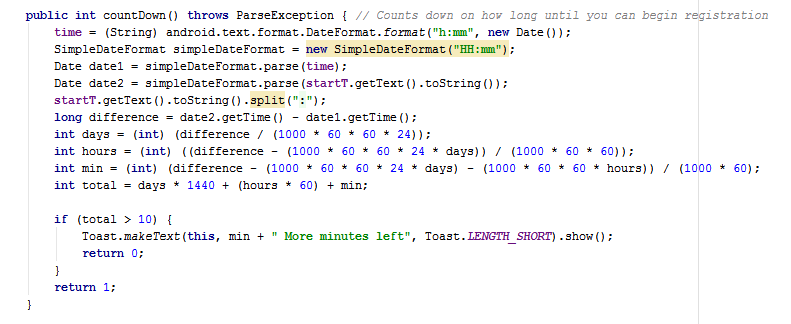 public int countDown() throws ParseException { // Counts down on how long until you can begin registration
    time = (String) android.text.format.DateFormat.format("h:mm", new Date());
    SimpleDateFormat simpleDateFormat = new SimpleDateFormat("HH:mm");
    Date date1 = simpleDateFormat.parse(time);
    Date date2 = simpleDateFormat.parse(startT.getText().toString());
    startT.getText().toString().split(":");
    long difference = date2.getTime() - date1.getTime();
    int days = (int) (difference / (1000 * 60 * 60 * 24));
    int hours = (int) ((difference - (1000 * 60 * 60 * 24 * days)) / (1000 * 60 * 60));
    int min = (int) (difference - (1000 * 60 * 60 * 24 * days) - (1000 * 60 * 60 * hours)) / (1000 * 60);
    int total = days * 1440 + (hours * 60) + min;

    if (total > 10) {
        Toast.makeText(this, min + " More minutes left", Toast.LENGTH_SHORT).show();
        return 0;
    }
    return 1;
}